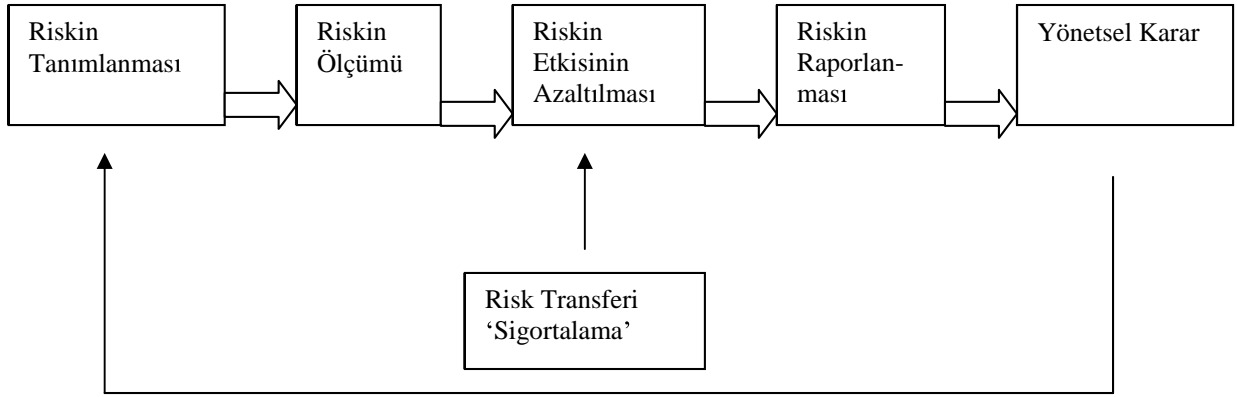 Riskin
Tanımlanması
Riskin
Ölçümü
Riskin
Etkisinin
Azaltılması
Riskin
Raporlan-
ması
Yönetsel Karar
Risk Transferi
‘Sigortalama’